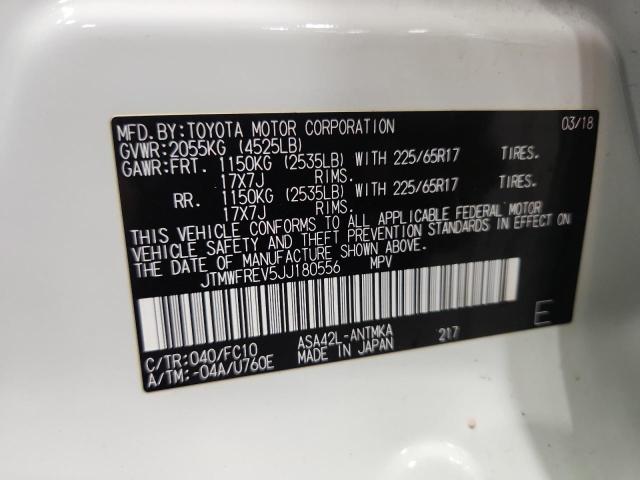 MFD.BY:TOYOTA MOTOR CORPORATION 03/18
GVWR:2055KG (4525LB)
GAWR:FRT. 1150KG (2535LB) WITH 225/65R17 TIRES.
17X7J RIMS.
RR. 1150KG (2535LB) WITH 225/65R17 TIRES.
17X7J RIMS.
THIS VEHICLE CONFORMS TO ALL APPLICABLE FEDERAL MOTOR
VEHICLE SAFETY AND THEFT PREVENTION STANDARDS IN EFFECT ON
THE DATE OF MANUFACTURE SHOWN ABOVE.
JTMWFREV5JJ180556 MPV
C/TR:040/FC10 ASA42L-ANTMKA 217 E
A/TM:-04A/U760E MADE IN JAPAN